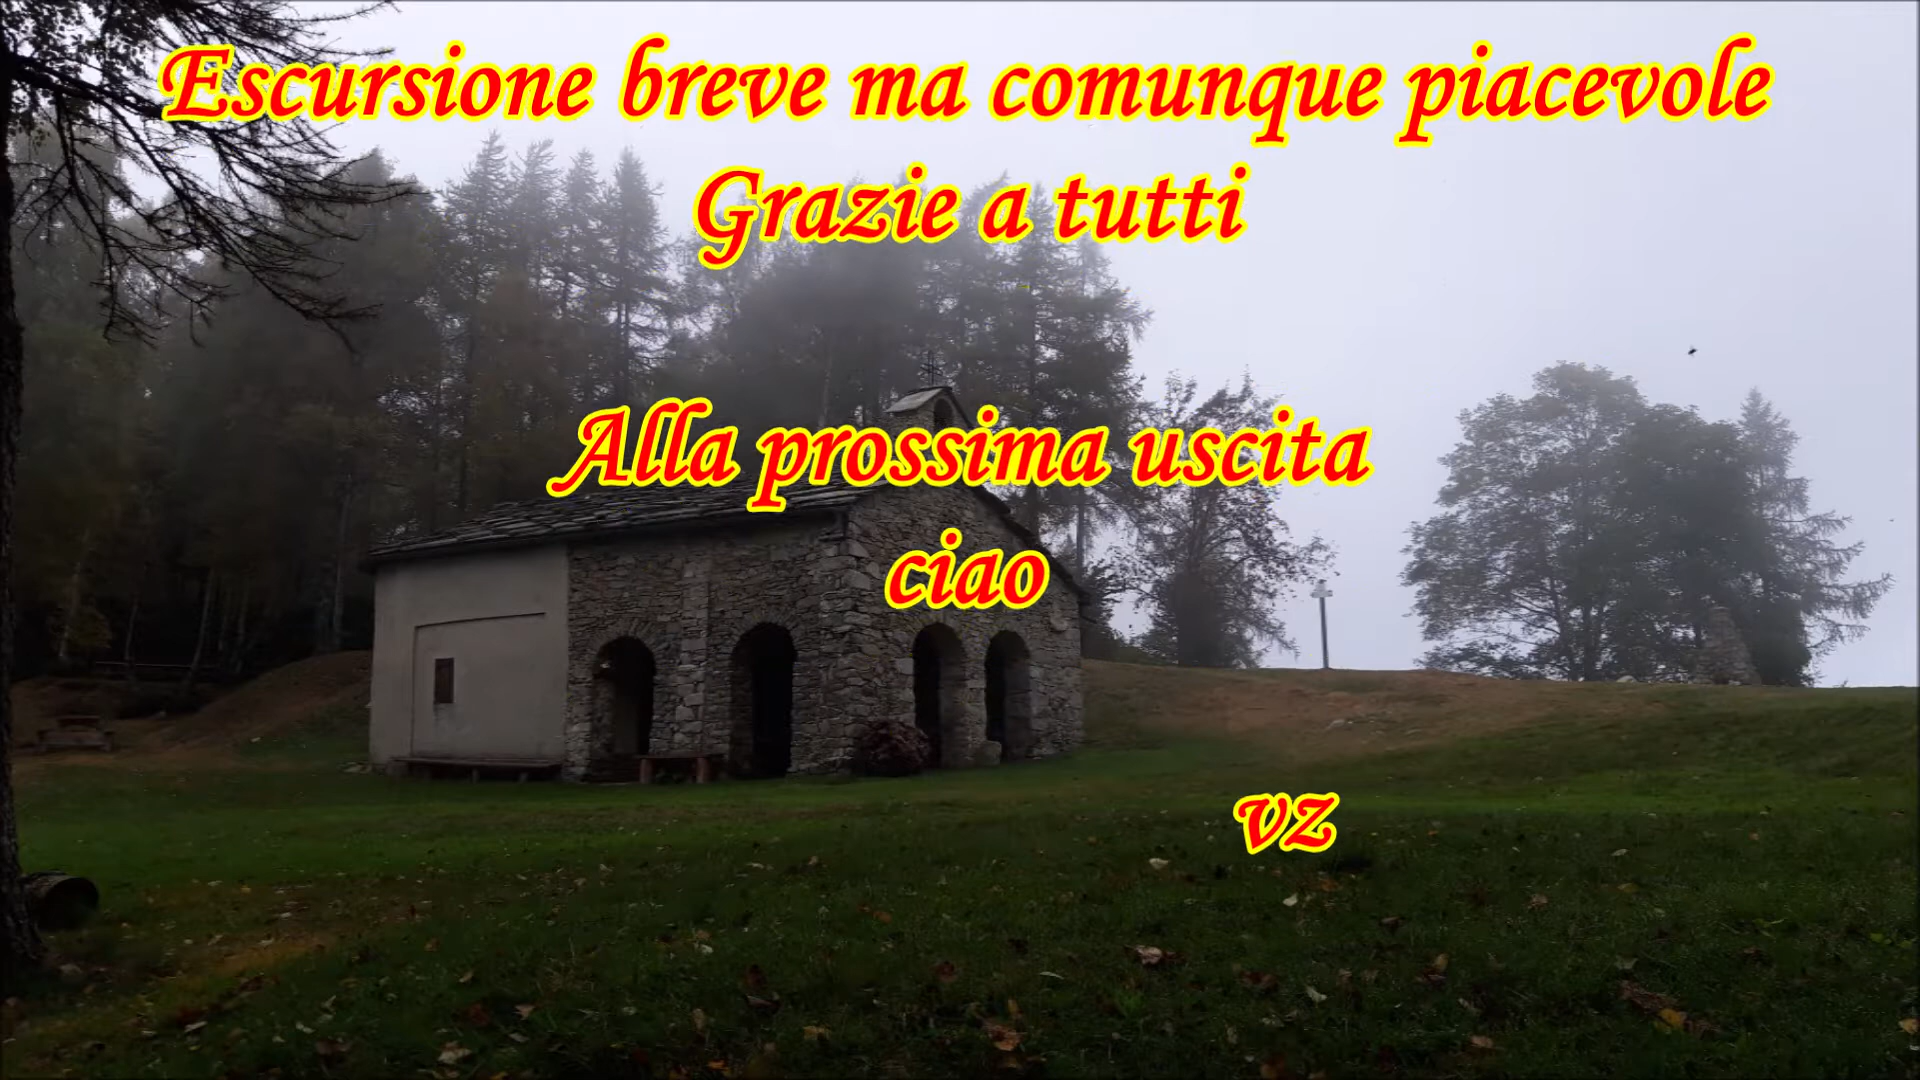 Escursione breve ma comunque piacevole
Grazie a tutti
Alla prossima uscita
ciao
vz